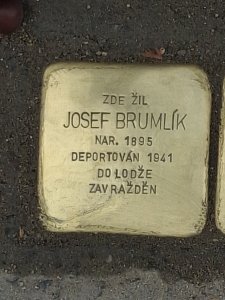 ZDE ŽIL
JOSEF BRUMLÍK
NAR. 1895
DEPORTOVÁN 1941
DO LODŽE
ZAVRAŽDĚN